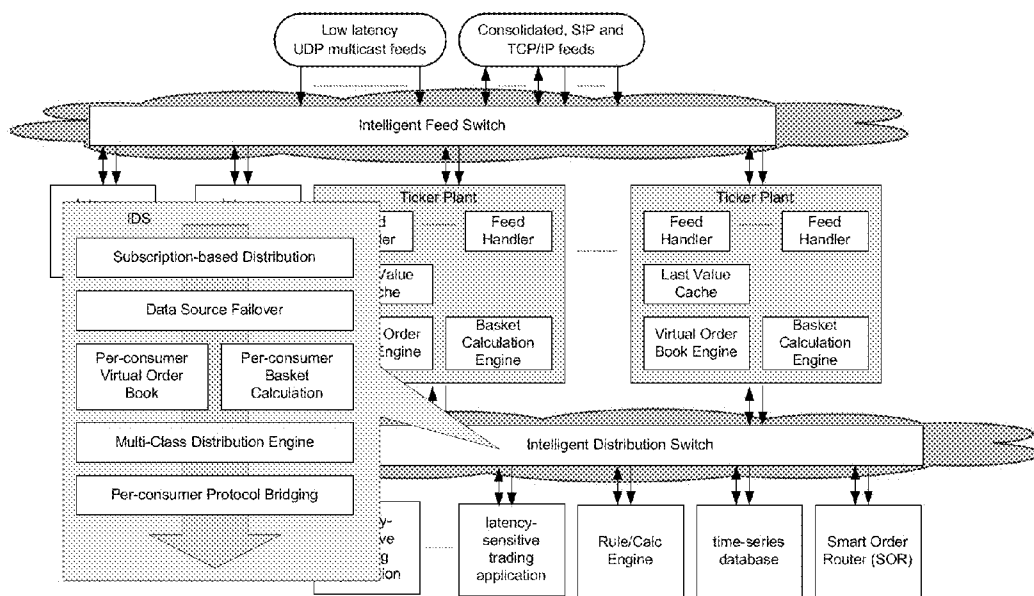 Low latency
UDP multicast feeds
Consolidated, SIP and
TCP/IP feeds
Intelligent Feed Switch
IDS
Subscription-based Distribution
Data Source Failover
Per-consumer
Virtual Order
Book
Per-consumer
Basket
Calculation
Multi-Class Distribution Engine
Per-consumer Protocol Bridging
Ticker Plant
Feed
Handler
Value
Order
Basket
Calculation
Engine
Ticker Plant
Feed
Handler
Feed
Handler
Last Value
Cache
Virtual Order
Book Engine
Basket
Calculation
Engine
Intelligent Distribution Switch
latency-
sensitive
trading
application
Rule/Calc
Engine
time-series
database
Smart Order
Router (SOR)